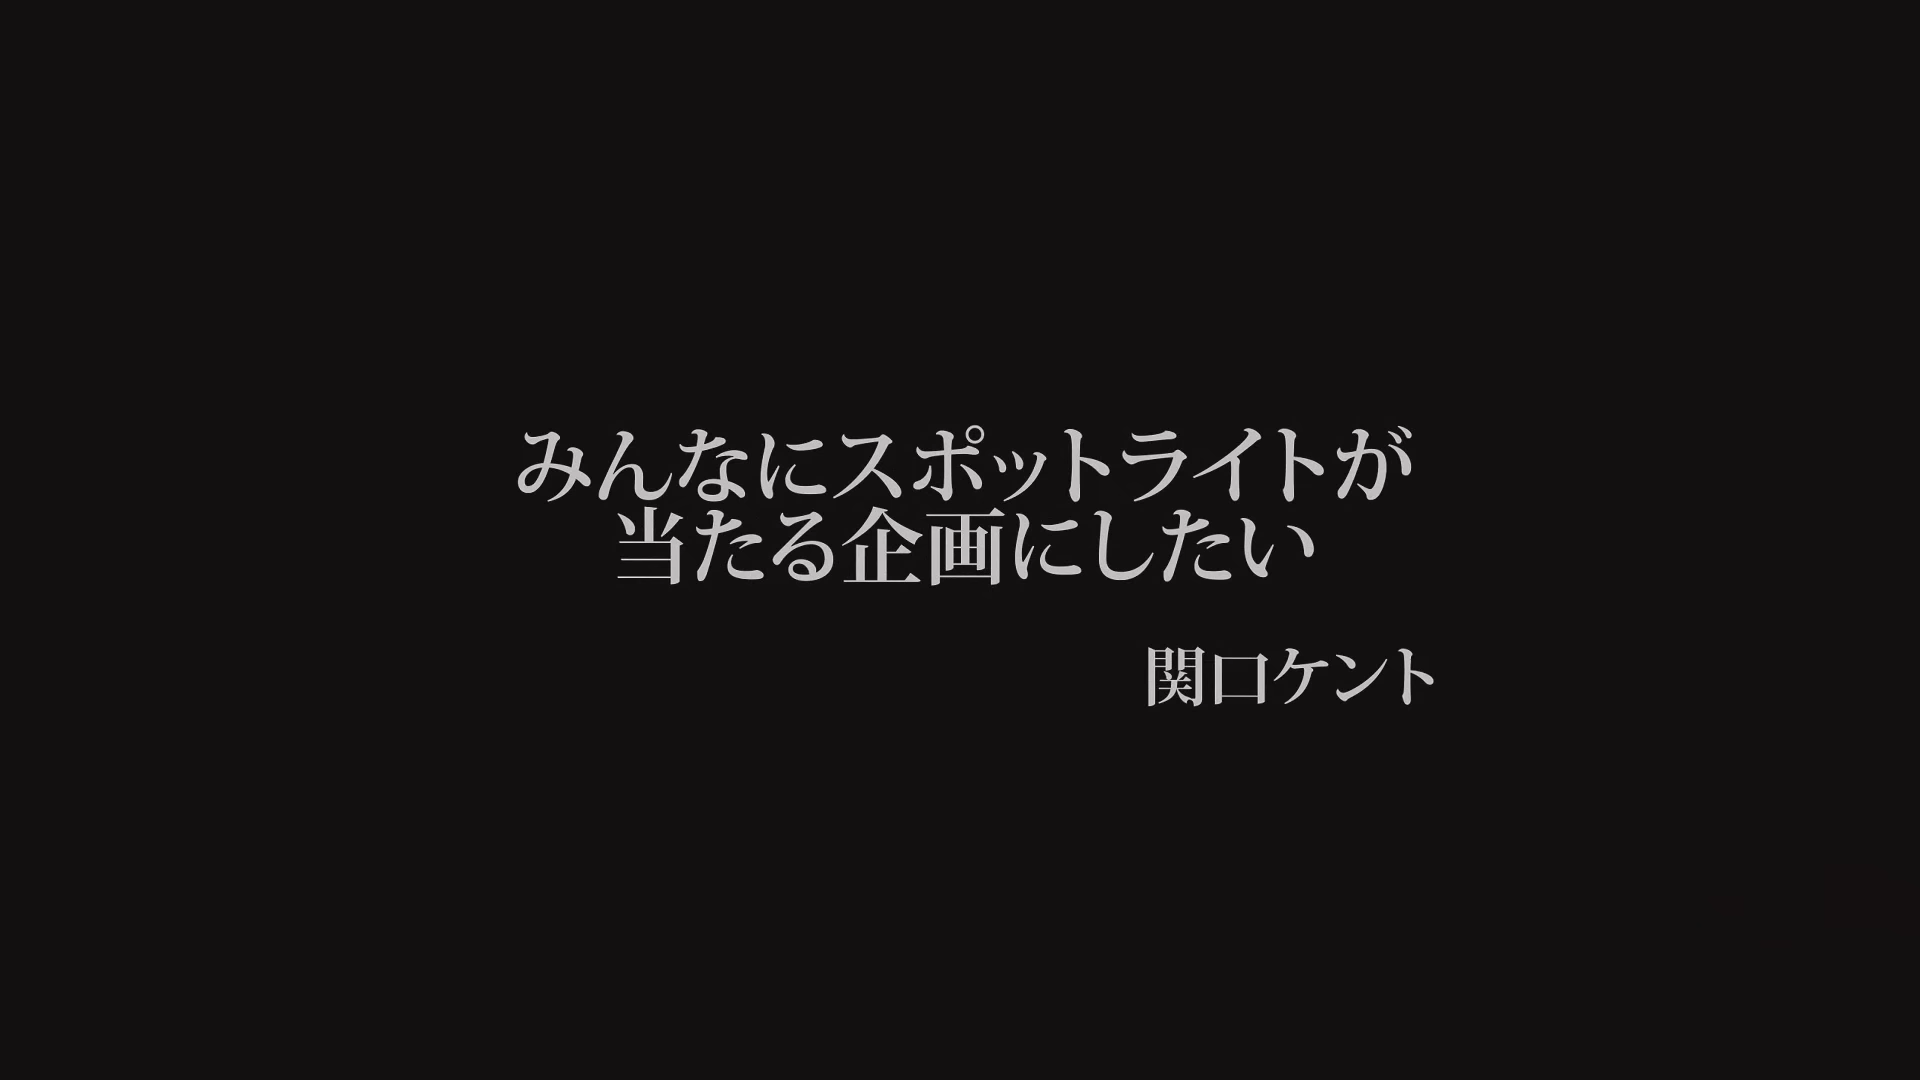 みんなにスポットライトが
当たる企画にしたい
関口ケント